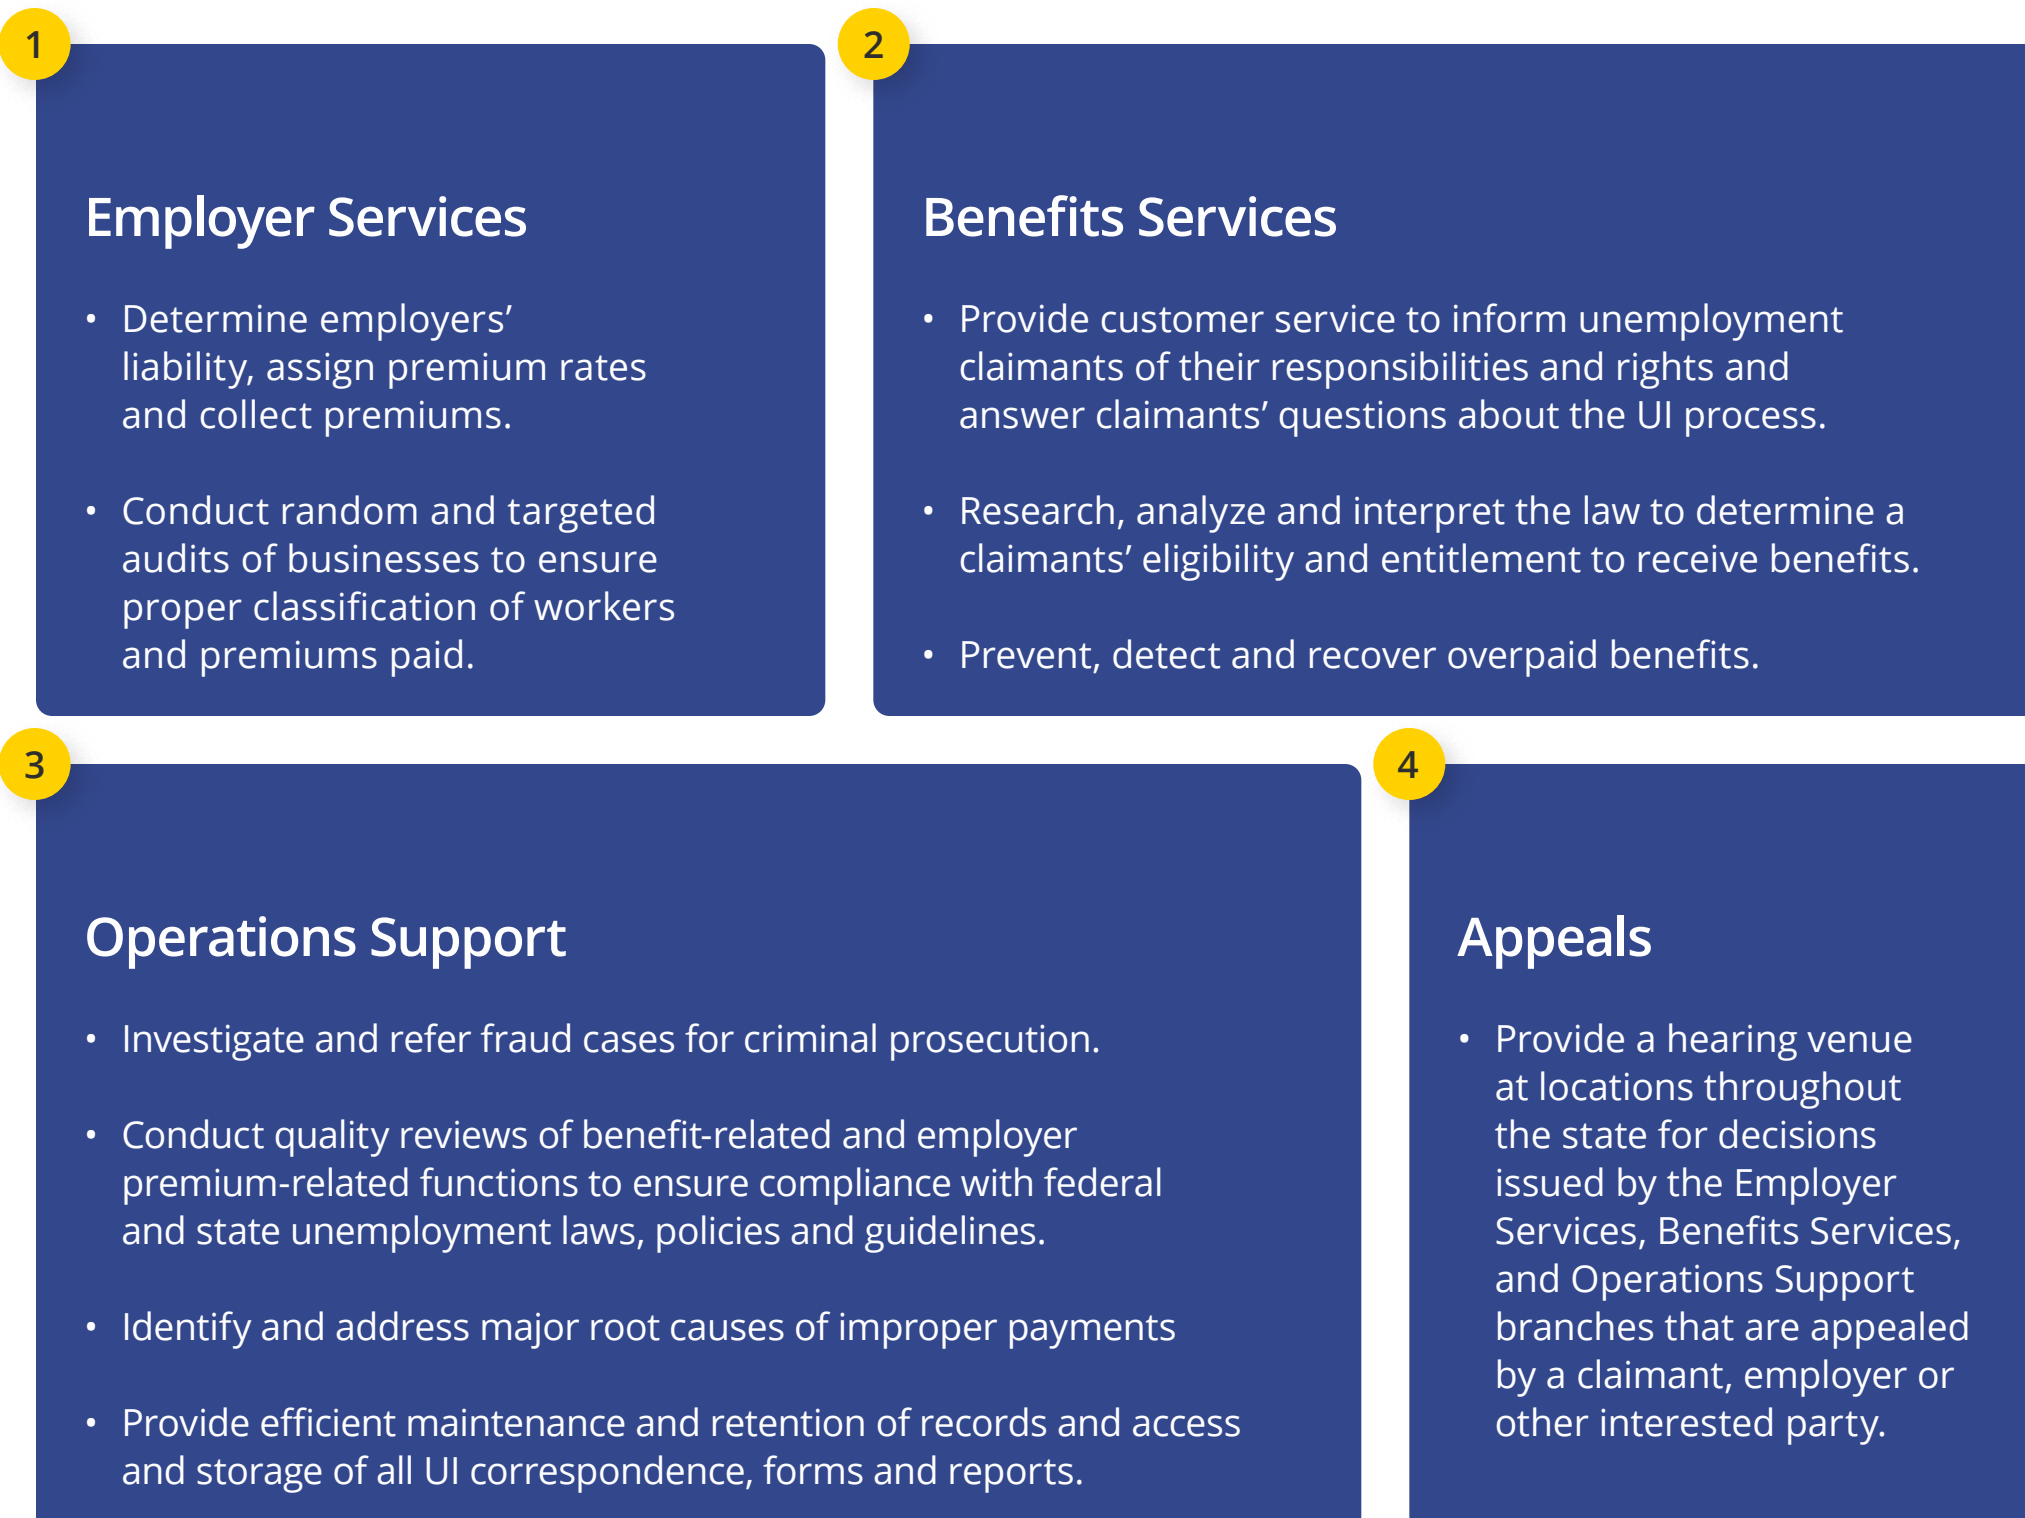 1
Employer Services
• Determine employers’
liability, assign premium rates
and collect premiums.
• Conduct random and targeted
audits of businesses to ensure
proper classification of workers
and premiums paid.
2
Benefits Services
• Provide customer service to inform unemployment
claimants of their responsibilities and rights and
answer claimants’ questions about the UI process.
• Research, analyze and interpret the law to determine a
claimants’ eligibility and entitlement to receive benefits.
• Prevent, detect and recover overpaid benefits.
3
Operations Support
• Investigate and refer fraud cases for criminal prosecution.
• Conduct quality reviews of benefit-related and employer
premium-related functions to ensure compliance with federal
and state unemployment laws, policies and guidelines.
• Identify and address major root causes of improper payments
• Provide efficient maintenance and retention of records and access
and storage of all UI correspondence, forms and reports.
4
Appeals
• Provide a hearing venue
at locations throughout
the state for decisions
issued by the Employer
Services, Benefits Services,
and Operations Support
branches that are appealed
by a claimant, employer or
other interested party.